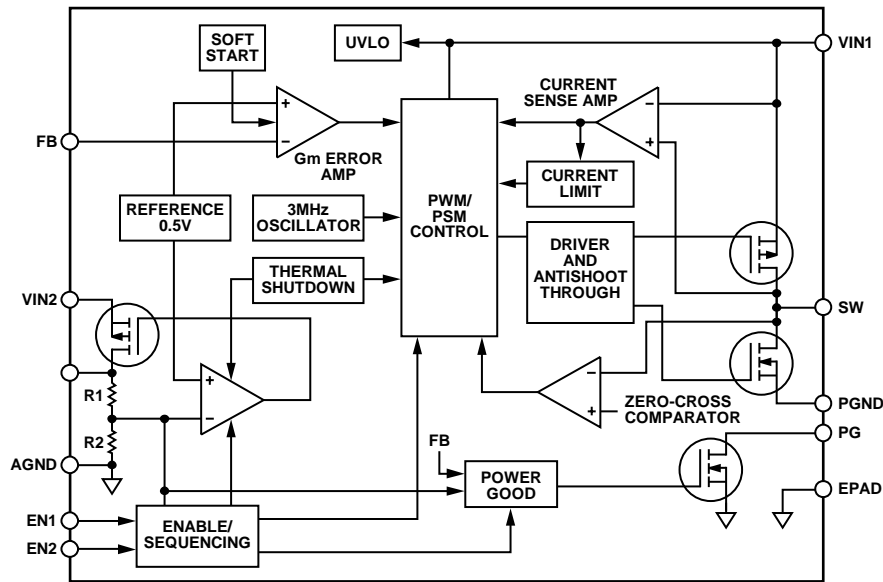 SOFT
START
UVLO
VIN1
CURRENT
SENSE AMP
+
−
−
+
FB
Gm ERROR
AMP
CURRENT
LIMIT
REFERENCE
0.5V
3MHz
OSCILLATOR
PWM/
PSM
CONTROL
DRIVER
AND
ANTISHOOT
THROUGH
THERMAL
SHUTDOWN
VIN2
SW
R1
+
−
−
+
ZERO-CROSS
COMPARATOR
PGND
R2
FB
PG
AGND
POWER
GOOD
EPAD
EN1
EN2
ENABLE/
SEQUENCING